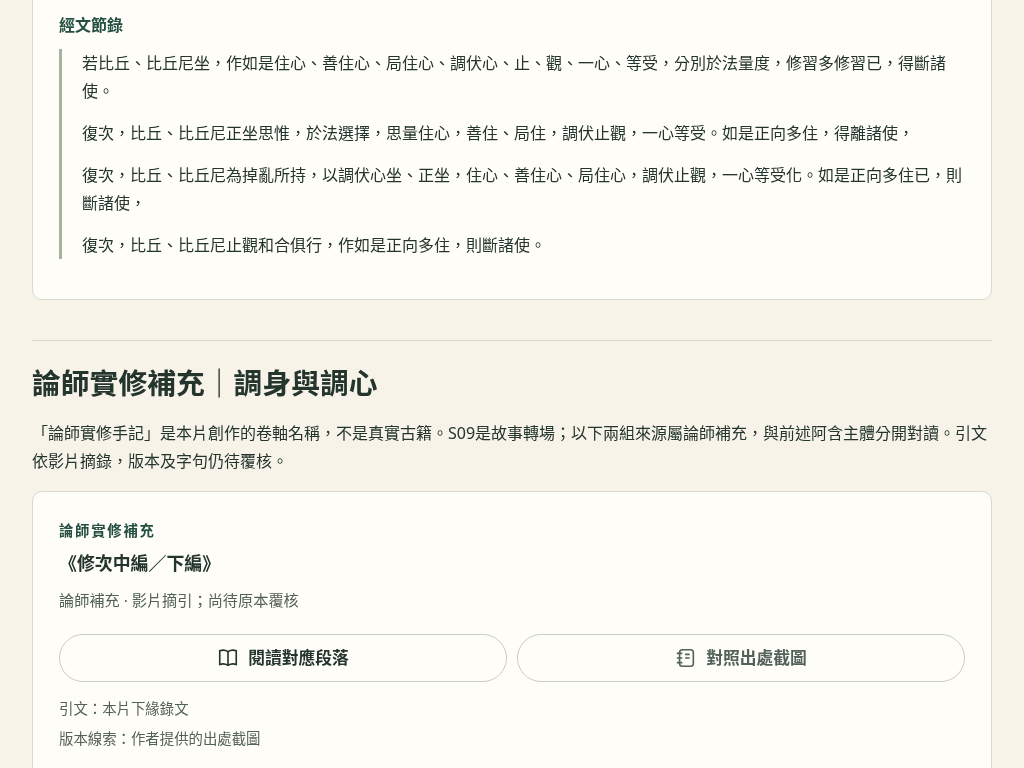 經文節錄
若比丘、比丘尼坐，作如是住心、善住心、局住心、調伏心、止、觀、一心、等受，分別於法量度，修習多修習已，得斷諸
使。
復次，比丘、比丘尼正坐思惟，於法選擇，思量住心，善住、局住，調伏止觀，一心等受。如是正向多住，得離諸使，
復次，比丘、比丘尼為掉亂所持，以調伏心坐、正坐，住心、善住心、局住心，調伏止觀，一心等受化。如是正向多住已，則
斷諸使，
復次，比丘、比丘尼止觀和合俱行，作如是正向多住，則斷諸使。
論師實修補充｜調身與調心
「論師實修手記」是本片創作的卷軸名稱，不是真實古籍。S09是故事轉場；以下兩組來源屬論師補充，與前述阿含主體分開對讀。引文
依影片摘錄，版本及字句仍待覆核。
論師實修補充
《修次中編／下編》
論師補充 · 影片摘引；尚待原本覆核
閱讀對應段落
對照出處截圖
引文：本片下緣錄文
版本線索：作者提供的出處截圖